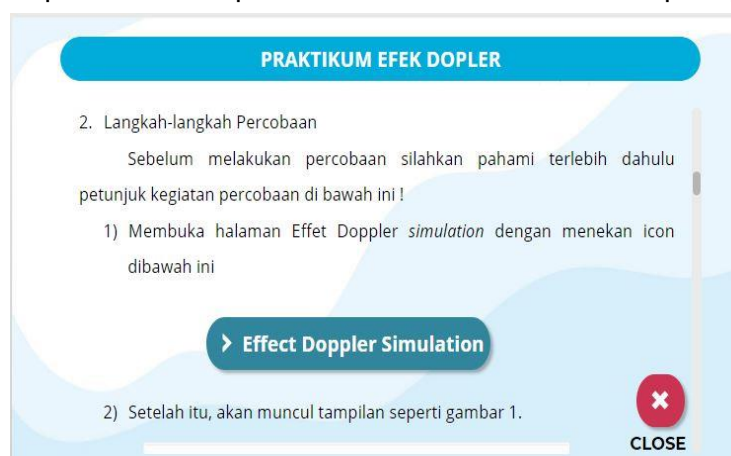 PRAKTIKUM EFEK DOPLER
2. Langkah-langkah Percobaan
Sebelum melakukan percobaan silahkan pahami terlebih dahulu
petunjuk kegiatan percobaan di bawah ini !
1) Membuka halaman Effet Doppler simulation dengan menekan icon
dibawah ini
> Effect Doppler Simulation
2) Setelah itu, akan muncul tampilan seperti gambar 1.
CLOSE